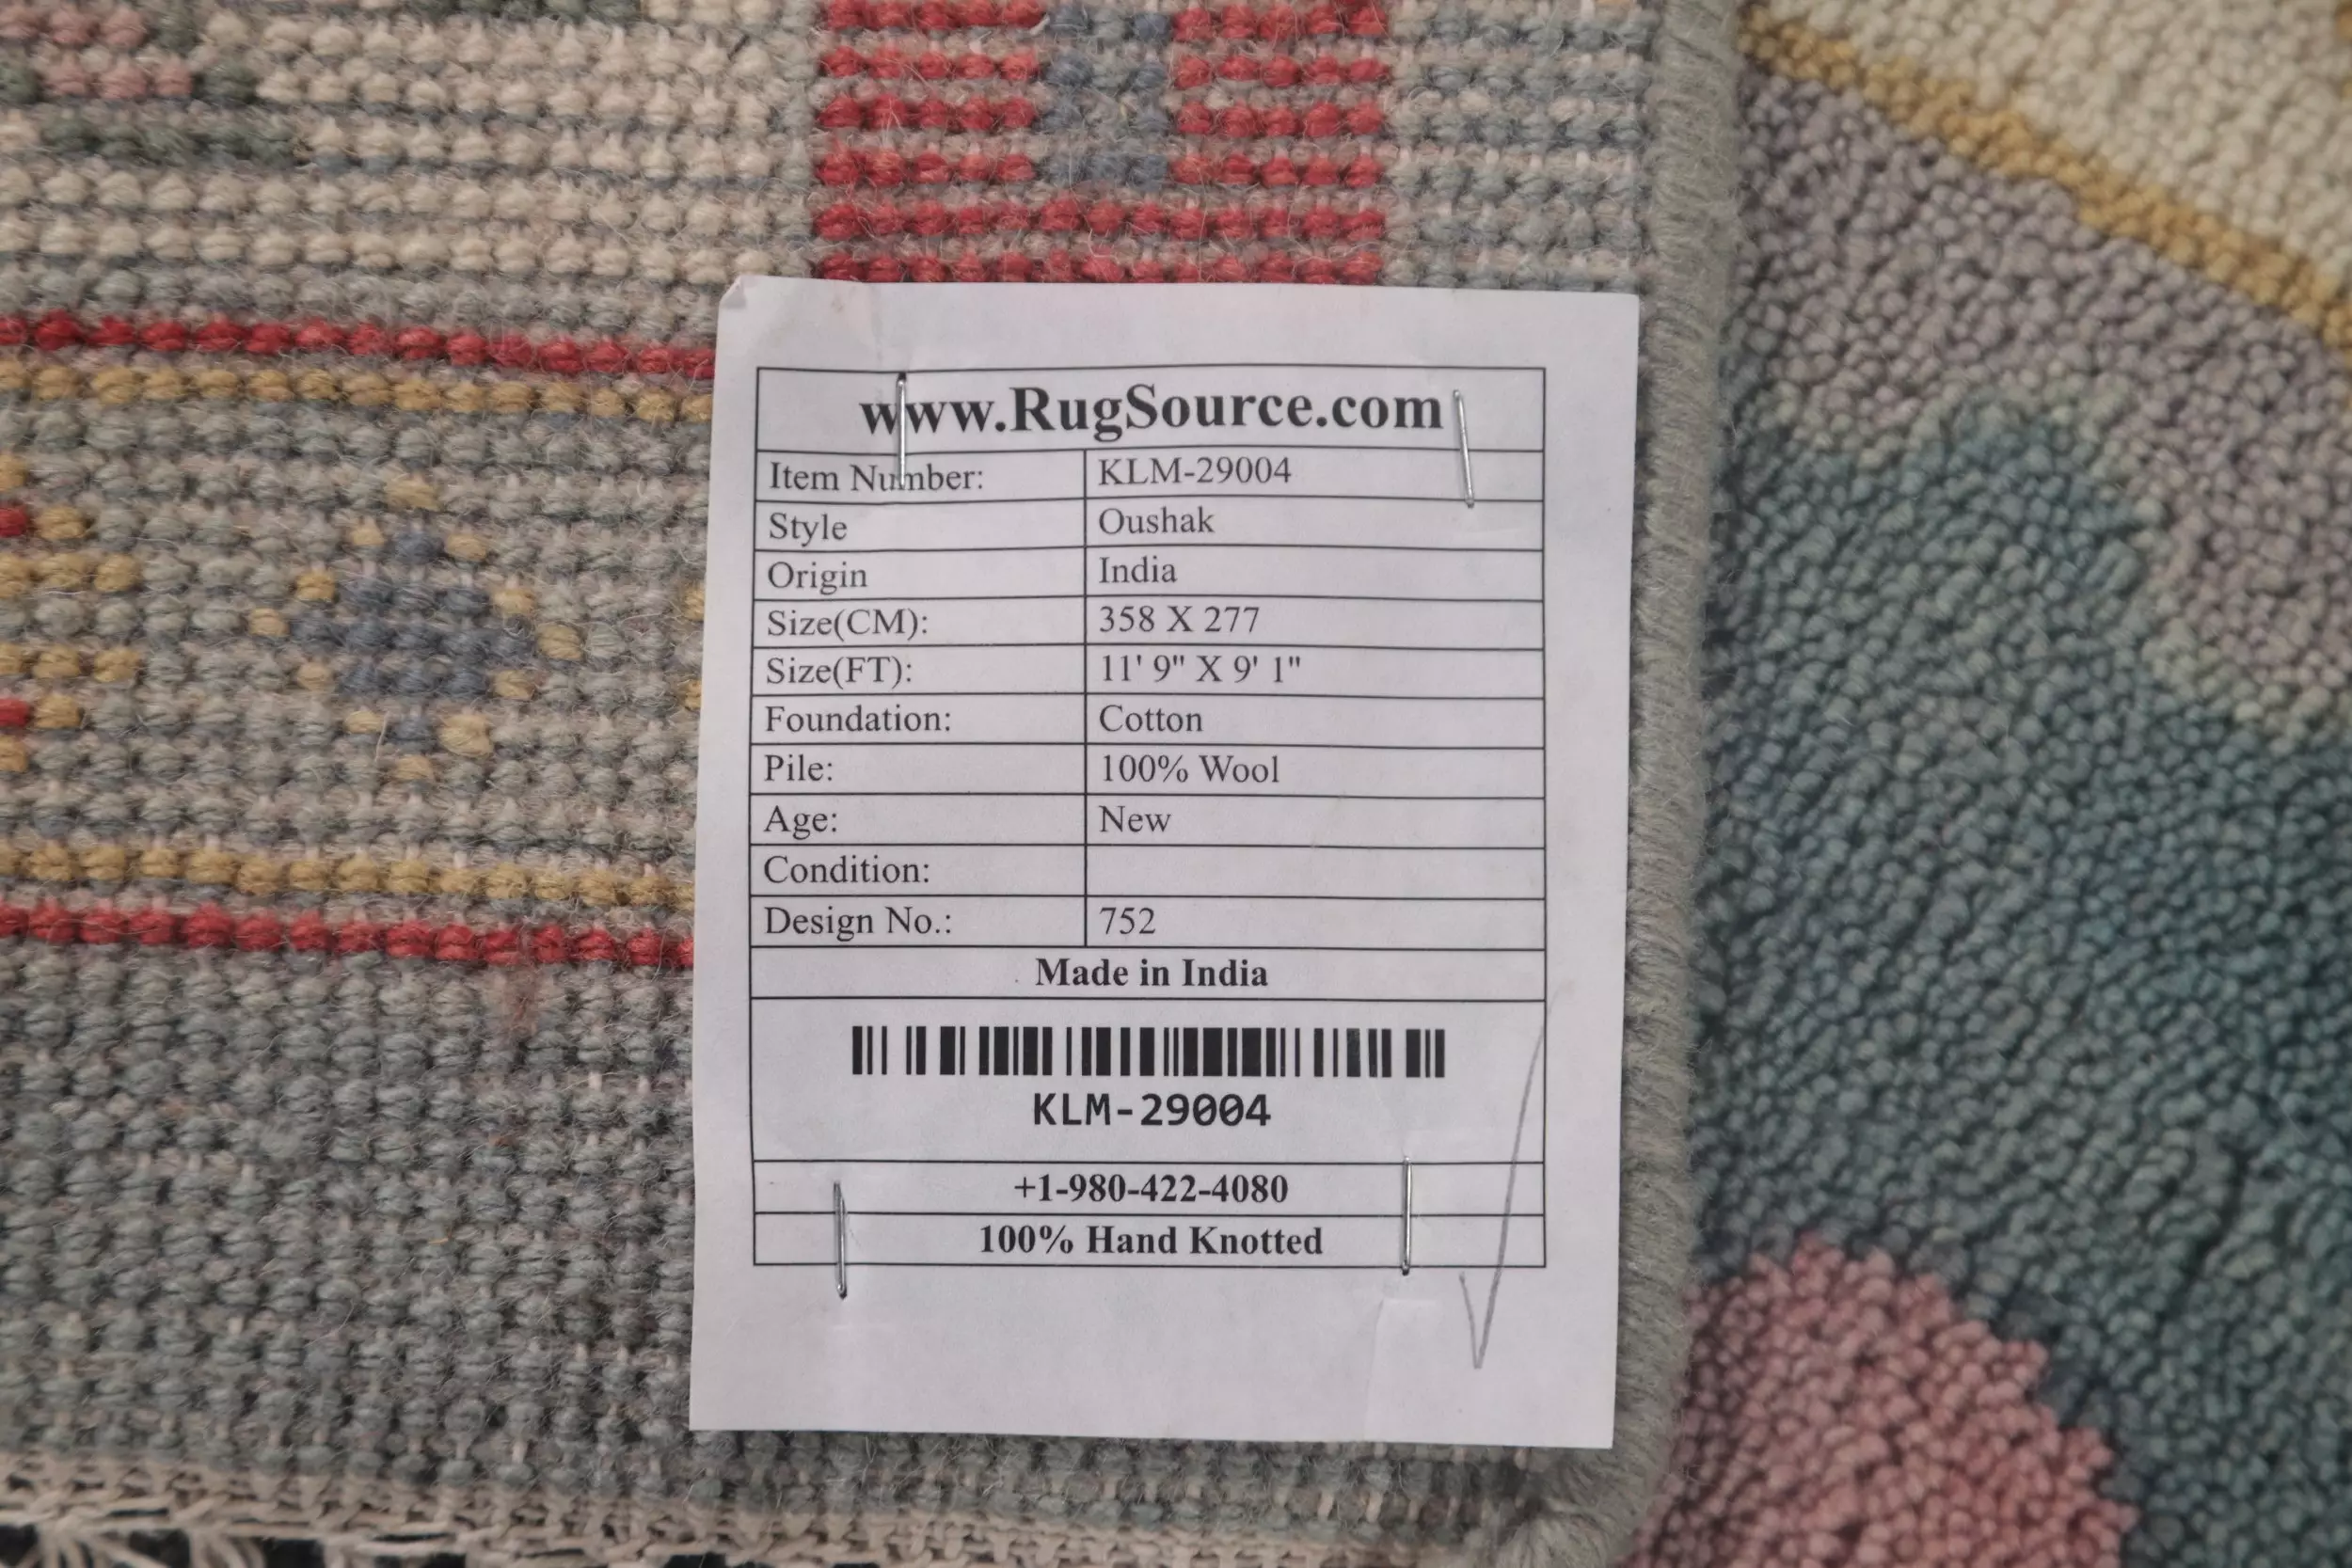 www.RugSource.com
Item Number: KLM-29004
Style Oushak
Origin India
Size(CM): 358 X 277
Size(FT): 11' 9" X 9' 1"
Foundation: Cotton
Pile: 100% Wool
Age: New
Condition:
Design No.: 752
Made in India
KLM-29004
+1-980-422-4080
100% Hand Knotted